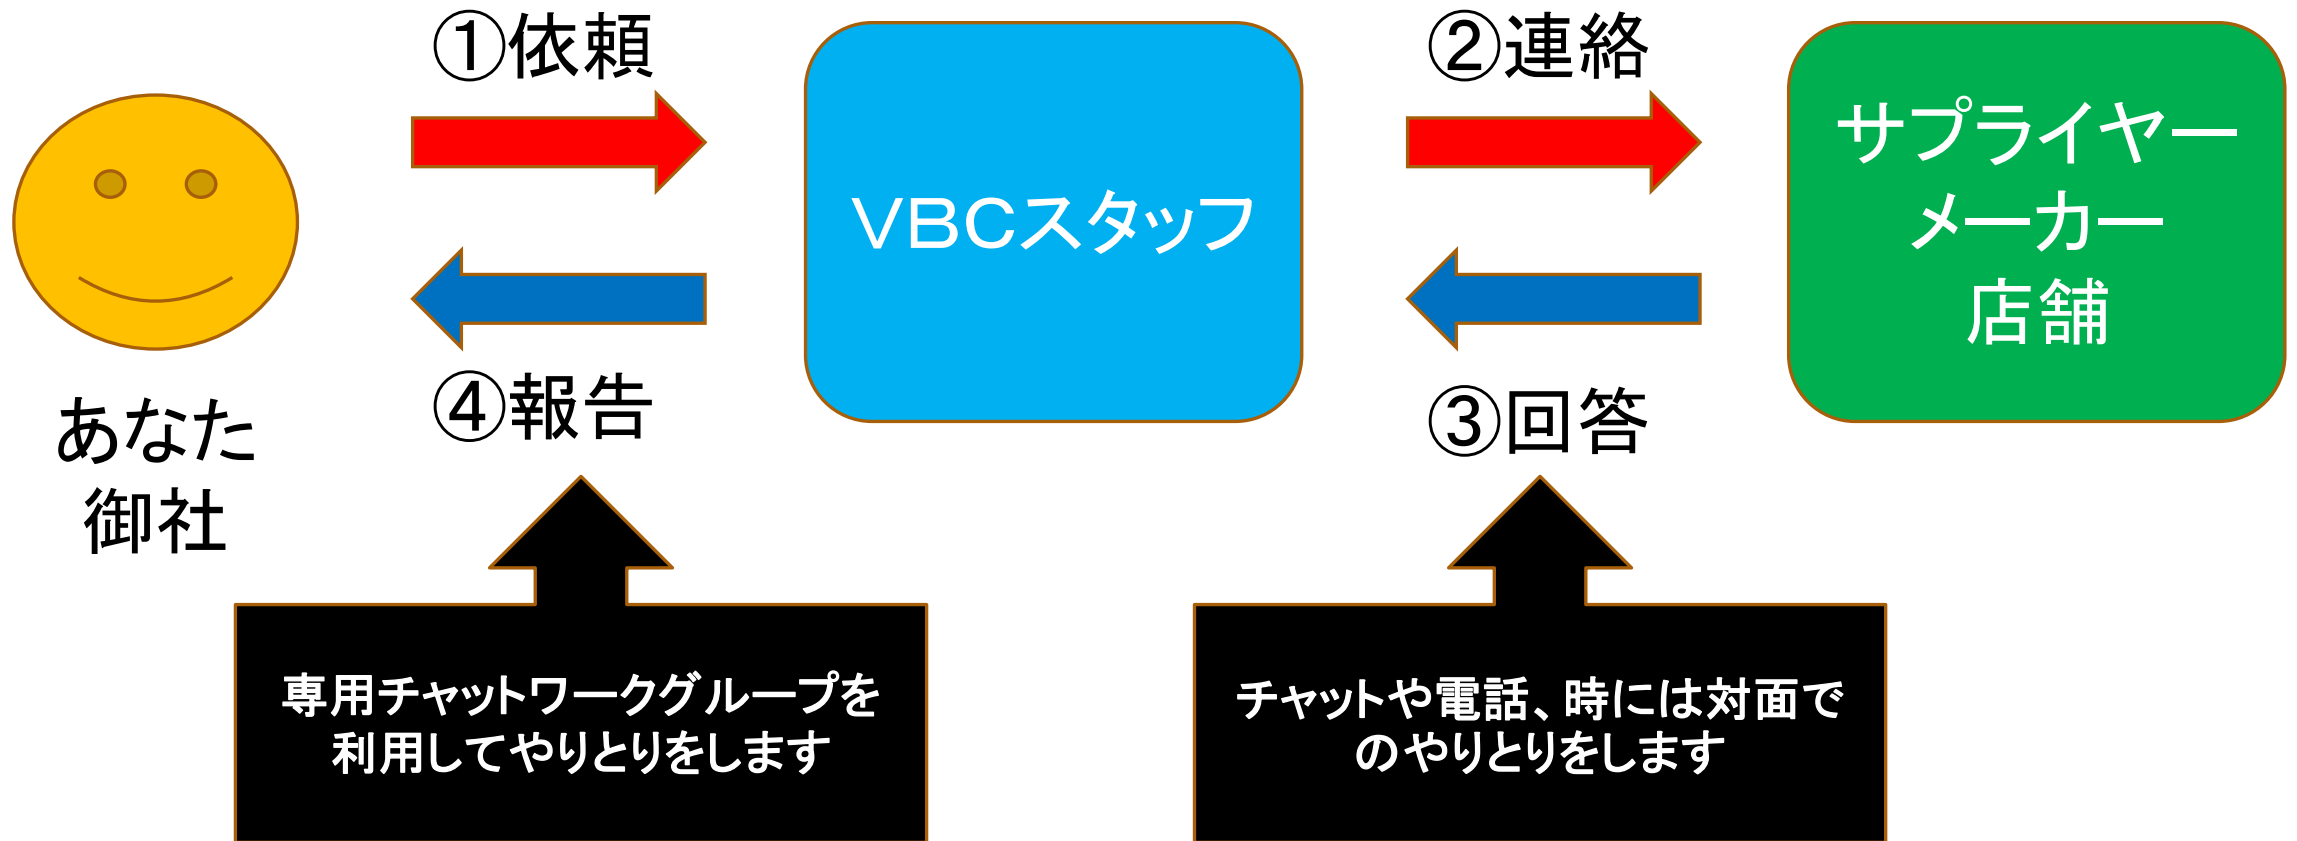 ①依頼
②連絡
サプライヤー
メーカー
店舗
VBCスタッフ
④報告
③回答
あなた
御社
専用チャットワークグループを
利用してやりとりをします
チャットや電話、時には対面で
のやりとりをします